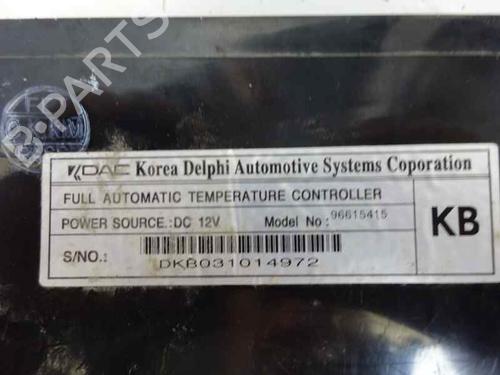 B-PARTS
KDAC Korea Delphi Automotive Systems Coporation
FULL AUTOMATIC TEMPERATURE CONTROLLER
POWER SOURCE.:DC 12V Model No: 96615415
KB
S/NO.:
DKB031014972